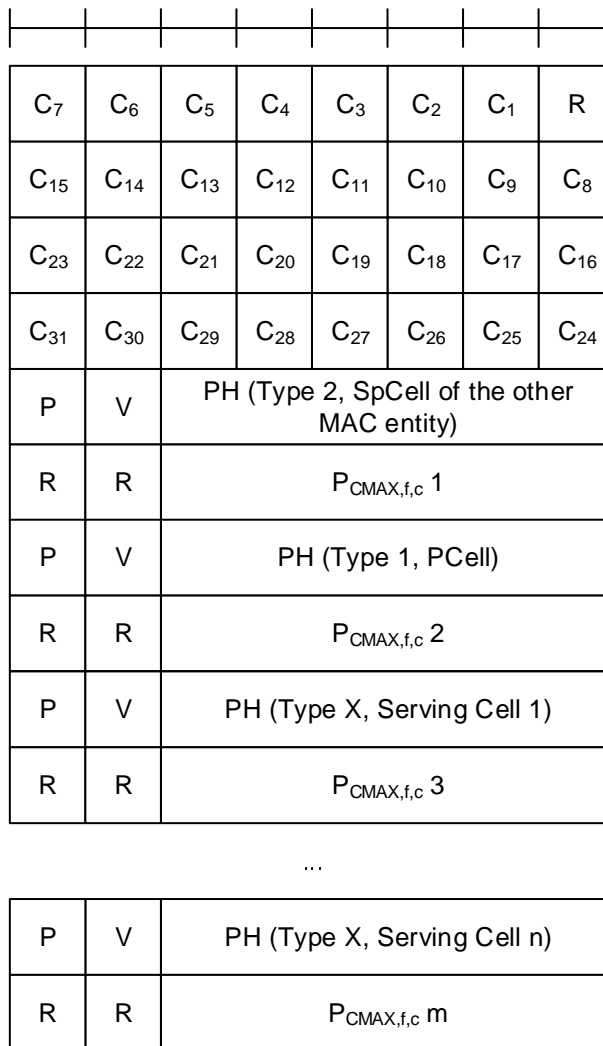 C7 C6 C5 C4 C3 C2 C1 R
C15 C14 C13 C12 C11 C10 C9 C8
C23 C22 C21 C20 C19 C18 C17 C16
C31 C30 C29 C28 C27 C26 C25 C24
P V PH (Type 2, SpCell of the other
MAC entity)
R R PCMAX,f,c 1
P V PH (Type 1, PCell)
R R PCMAX,f,c 2
P V PH (Type X, Serving Cell 1)
R R PCMAX,f,c 3
...
P V PH (Type X, Serving Cell n)
R R PCMAX,f,c m